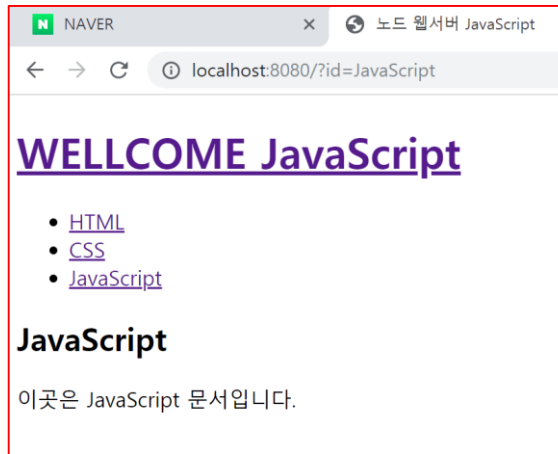 N NAVER
노드 웹서버 JavaScript
localhost:8080/?id=JavaScript
WELLCOME JavaScript
HTML
CSS
JavaScript
JavaScript
이곳은 JavaScript 문서입니다.